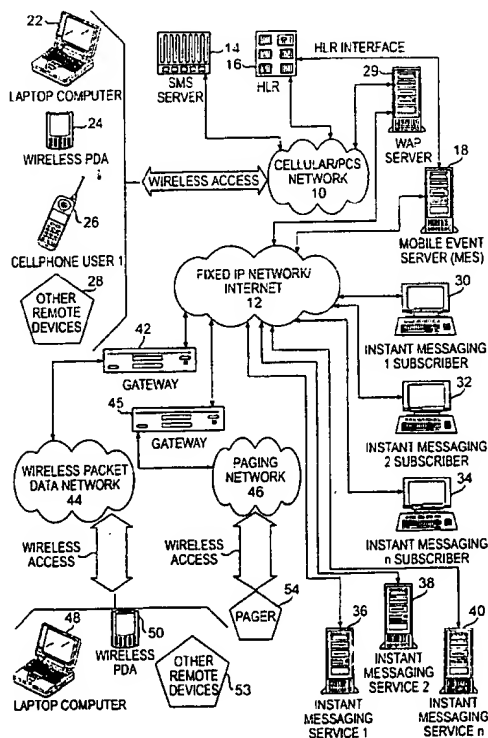 22
LAPTOP COMPUTER
24
WIRELESS PDA
26
CELLPHONE USER 1
28
OTHER
REMOTE
DEVICES
14
SMS
SERVER
16
HLR
HLR INTERFACE
29
WAP
SERVER
18
MOBILE EVENT
SERVER (MES)
WIRELESS ACCESS
CELLULAR/PCS
NETWORK
10
FIXED IP NETWORK/
INTERNET
12
30
INSTANT MESSAGING
1 SUBSCRIBER
32
INSTANT MESSAGING
2 SUBSCRIBER
34
INSTANT MESSAGING
n SUBSCRIBER
42
GATEWAY
45
GATEWAY
WIRELESS PACKET
DATA NETWORK
44
PAGING
NETWORK
46
WIRELESS
ACCESS
WIRELESS
ACCESS
48
LAPTOP COMPUTER
50
WIRELESS
PDA
OTHER
REMOTE
DEVICES
53
54
PAGER
36
INSTANT
MESSAGING
SERVICE 1
38
INSTANT
MESSAGING
SERVICE 2
40
INSTANT
MESSAGING
SERVICE n